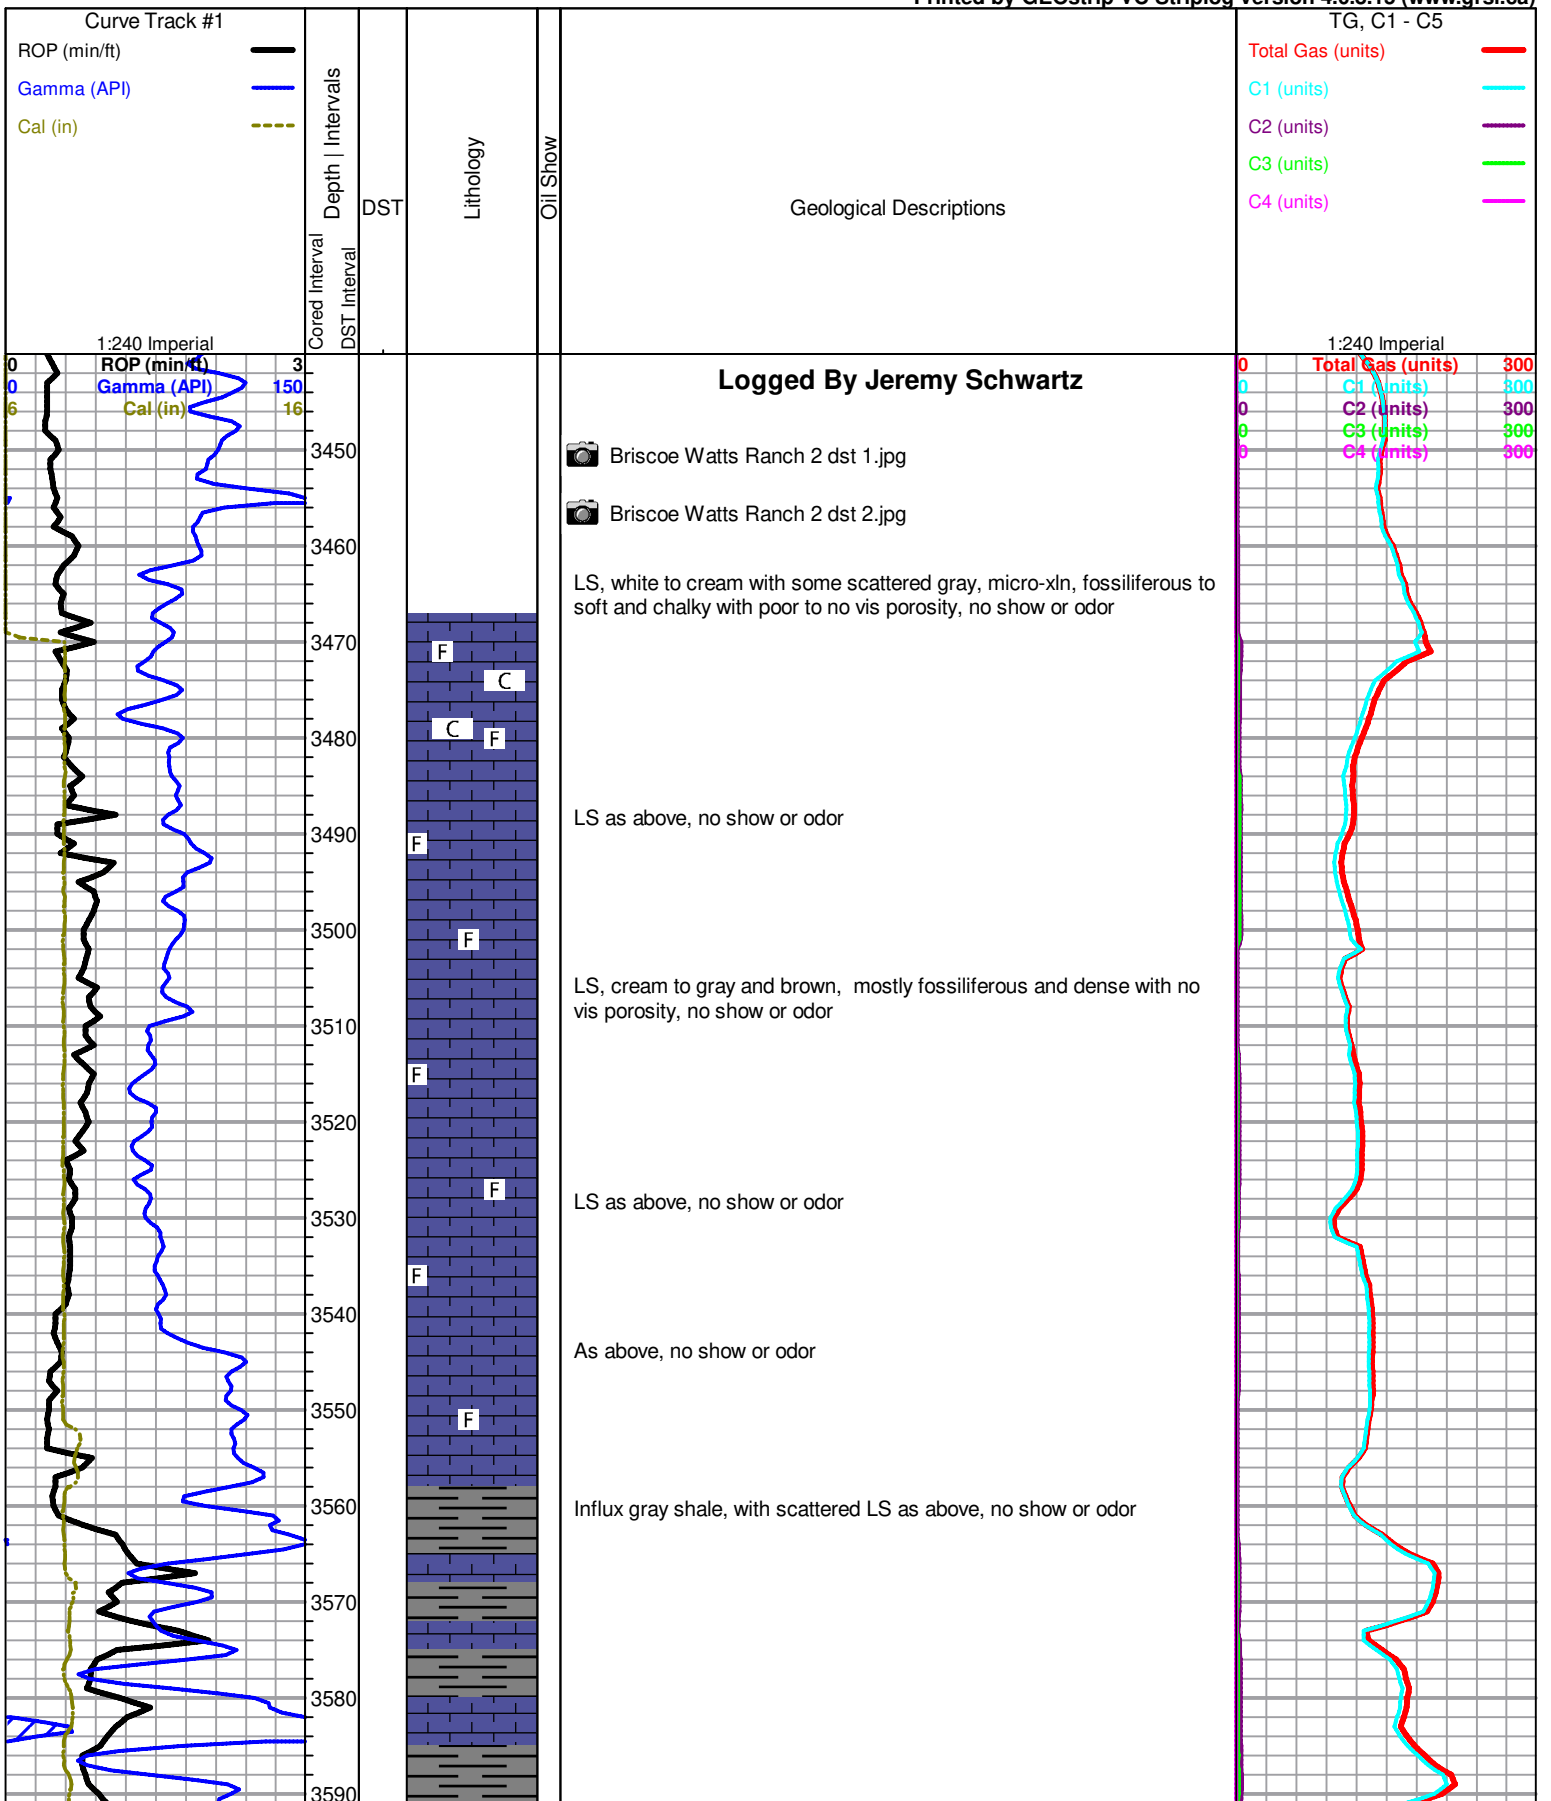 Curve Track #1
ROP (min/ft)
Gamma (API)
Cal (in)
Depth | Intervals
Cored Interval
DST Interval
DST
Lithology
Oil Show
Geological Descriptions
TG, C1 - C5
Total Gas (units)
C1 (units)
C2 (units)
C3 (units)
C4 (units)
1:240 Imperial
1:240 Imperial
0 ROP (min/ft) 3
0 Gamma (API) 150
6 Cal (in) 16
0 Total Gas (units) 300
0 C1 (units) 300
0 C2 (units) 300
0 C3 (units) 300
0 C4 (units) 300
Logged By Jeremy Schwartz
3450
Briscoe Watts Ranch 2 dst 1.jpg
Briscoe Watts Ranch 2 dst 2.jpg
3460
LS, white to cream with some scattered gray, micro-xln, fossiliferous to
soft and chalky with poor to no vis porosity, no show or odor
3470
F
C
C
F
3480
LS as above, no show or odor
3490
F
3500
F
LS, cream to gray and brown,  mostly fossiliferous and dense with no
vis porosity, no show or odor
3510
F
3520
F
LS as above, no show or odor
3530
F
3540
As above, no show or odor
3550
F
3560
Influx gray shale, with scattered LS as above, no show or odor
3570
3580
3590